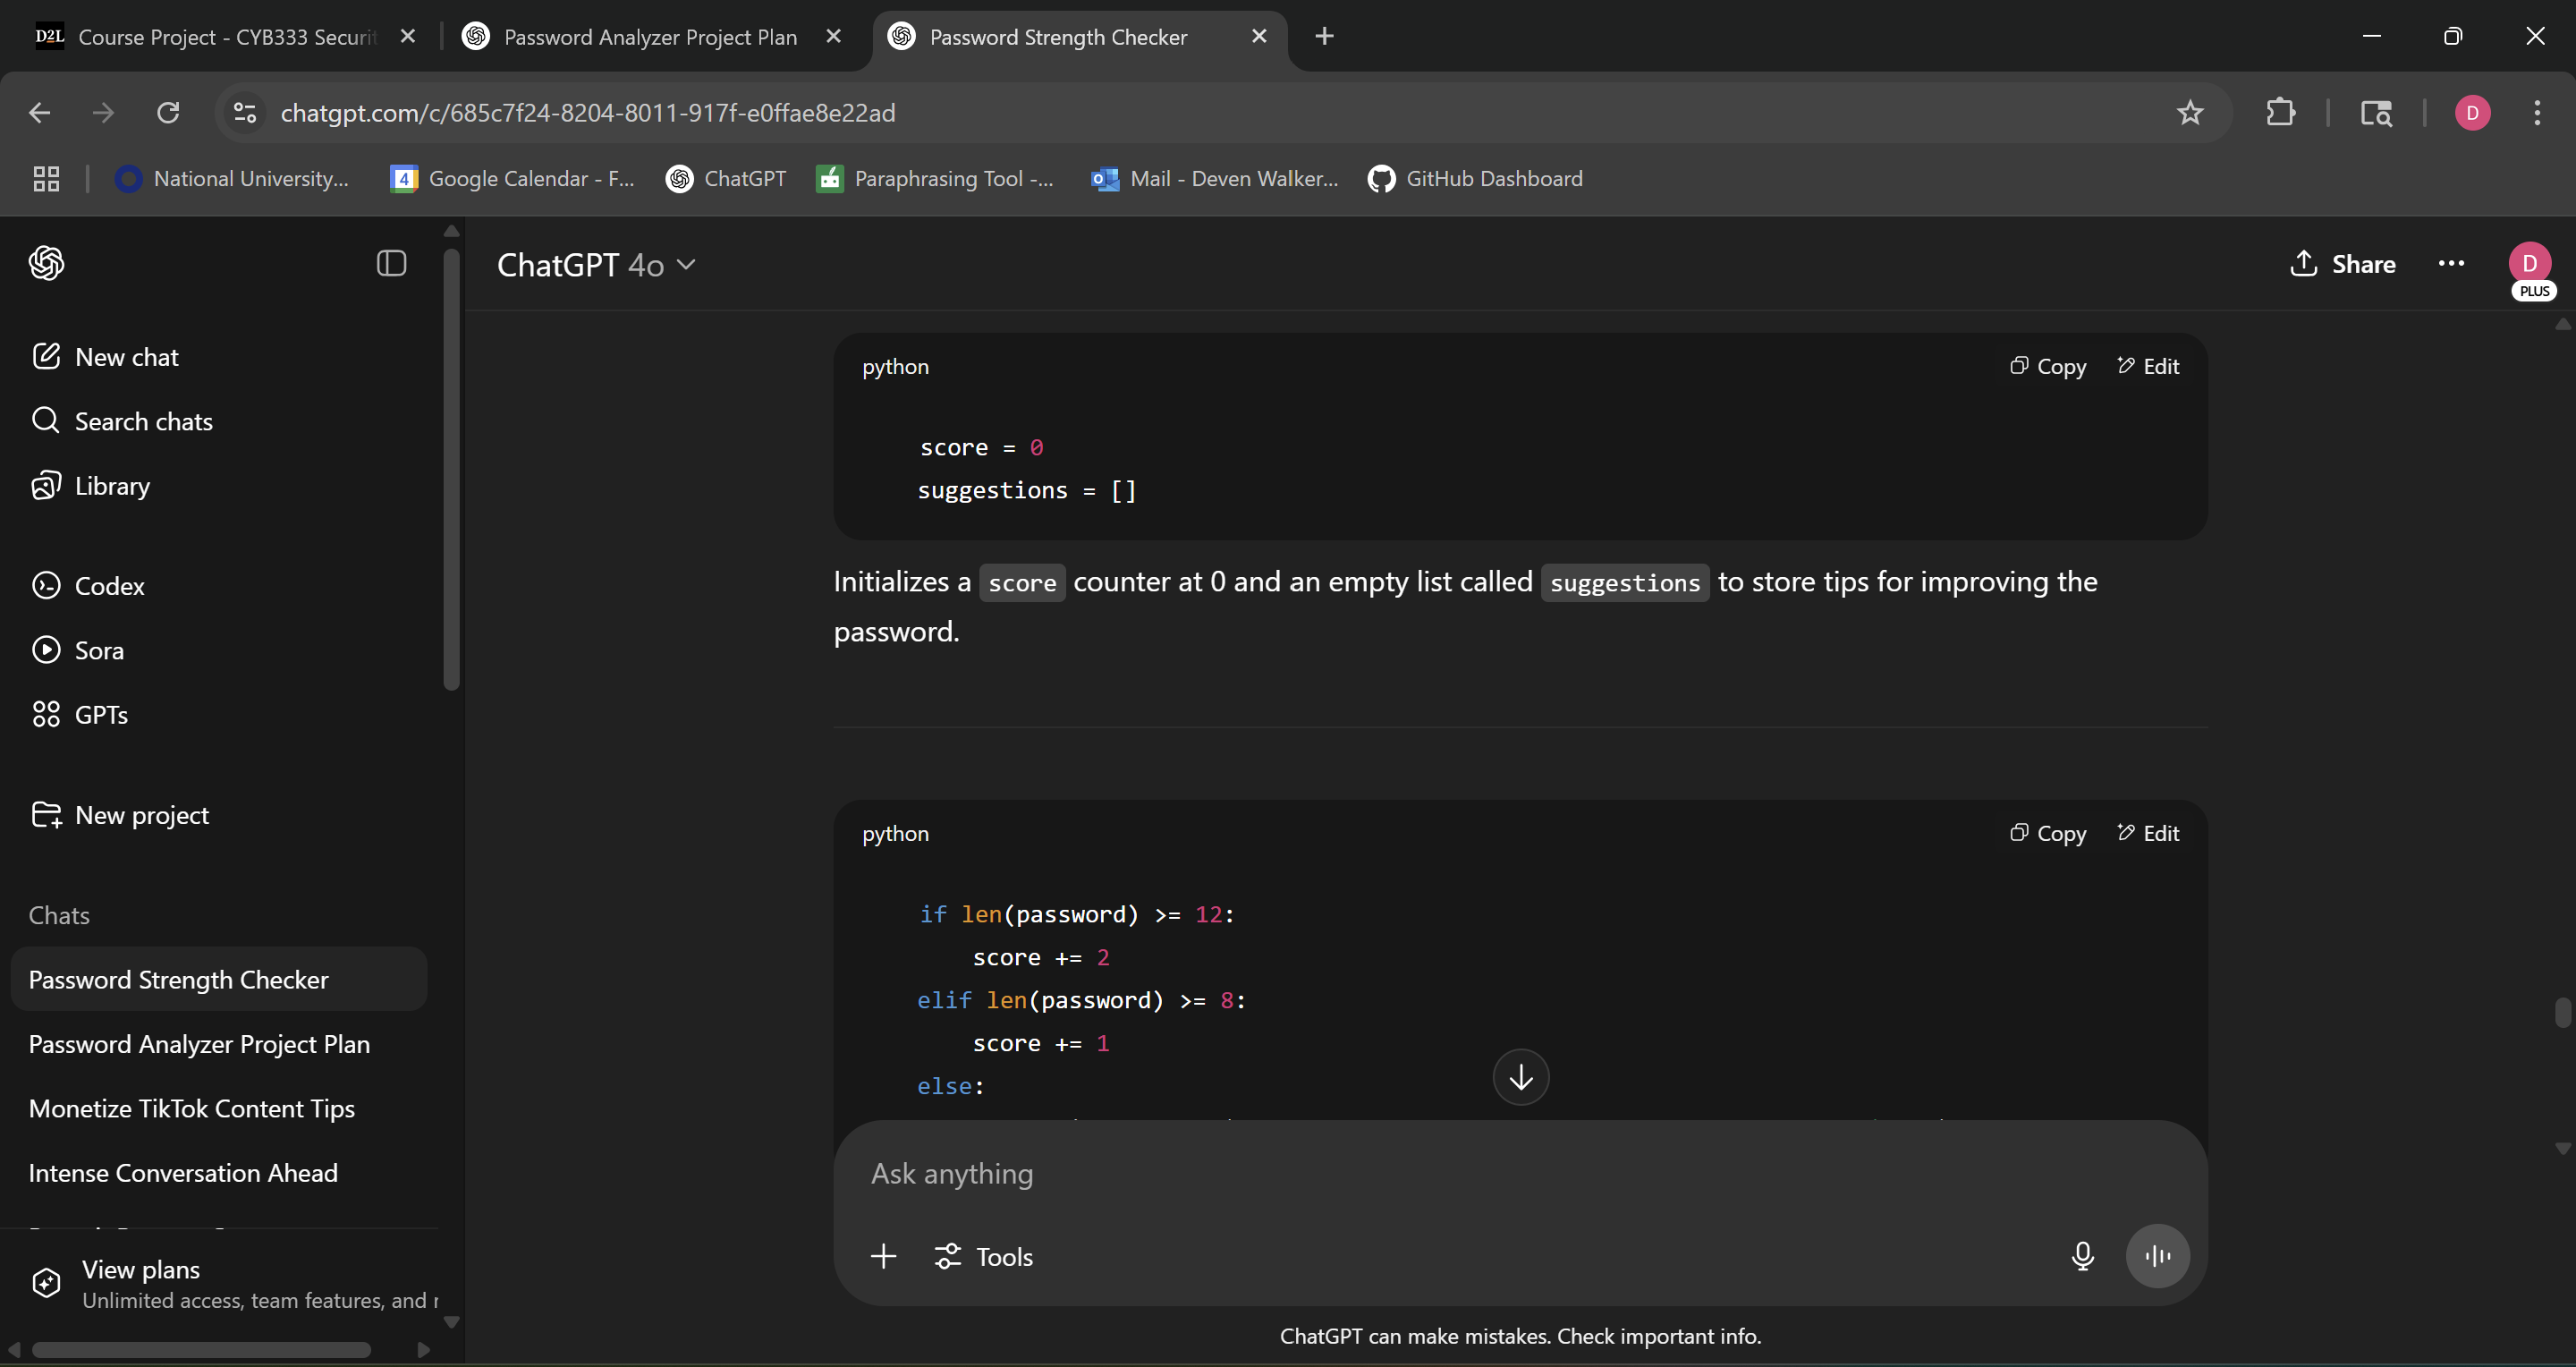 D2L Course Project - CYB333 Securit
Password Analyzer Project Plan
Password Strength Checker
chatgpt.com/c/685c7f24-8204-8011-917f-e0ffae8e22ad
D
National University...
4 Google Calendar - F...
ChatGPT
Paraphrasing Tool -...
Mail - Deven Walker...
GitHub Dashboard
ChatGPT 4o
Share
D
PLUS
New chat
Search chats
Library
Codex
Sora
GPTs
New project
Chats
Password Strength Checker
Password Analyzer Project Plan
Monetize TikTok Content Tips
Intense Conversation Ahead
View plans
Unlimited access, team features, and
python
Copy Edit
score = 0
suggestions = []
Initializes a score counter at 0 and an empty list called suggestions to store tips for improving the
password.
python
Copy Edit
if len(password) >= 12:
score += 2
elif len(password) >= 8:
score += 1
else:
Ask anything
Tools
ChatGPT can make mistakes. Check important info.